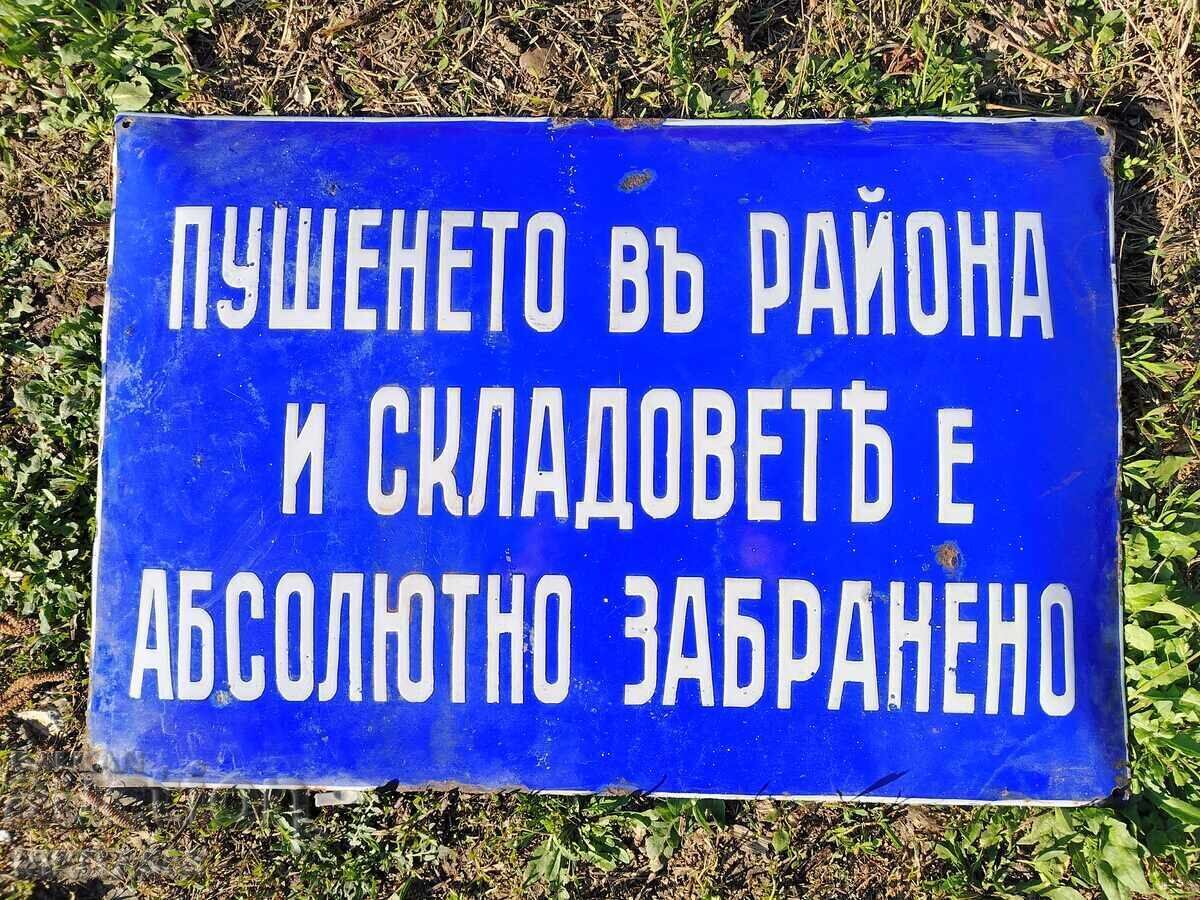 ПУШЕНЕТО ВЪ РАЙОНА
И СКЛАДОВЕТѢ Е
АБСОЛЮТНО ЗАБРАНЕНО